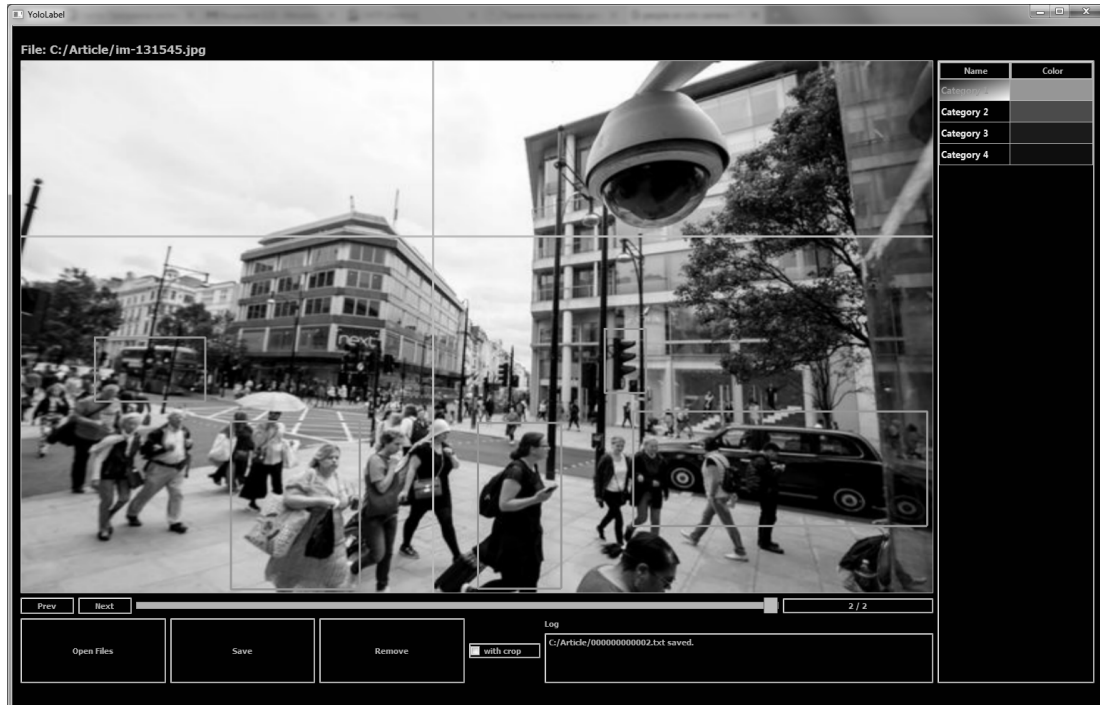 YoloLabel
File: C:/Article/im-131545.jpg
Name Color
Category 2
Category 3
Category 4
next
Prev Next 2 / 2
Log
Open Files Save Remove with crop C:/Article/000000000002.txt saved.